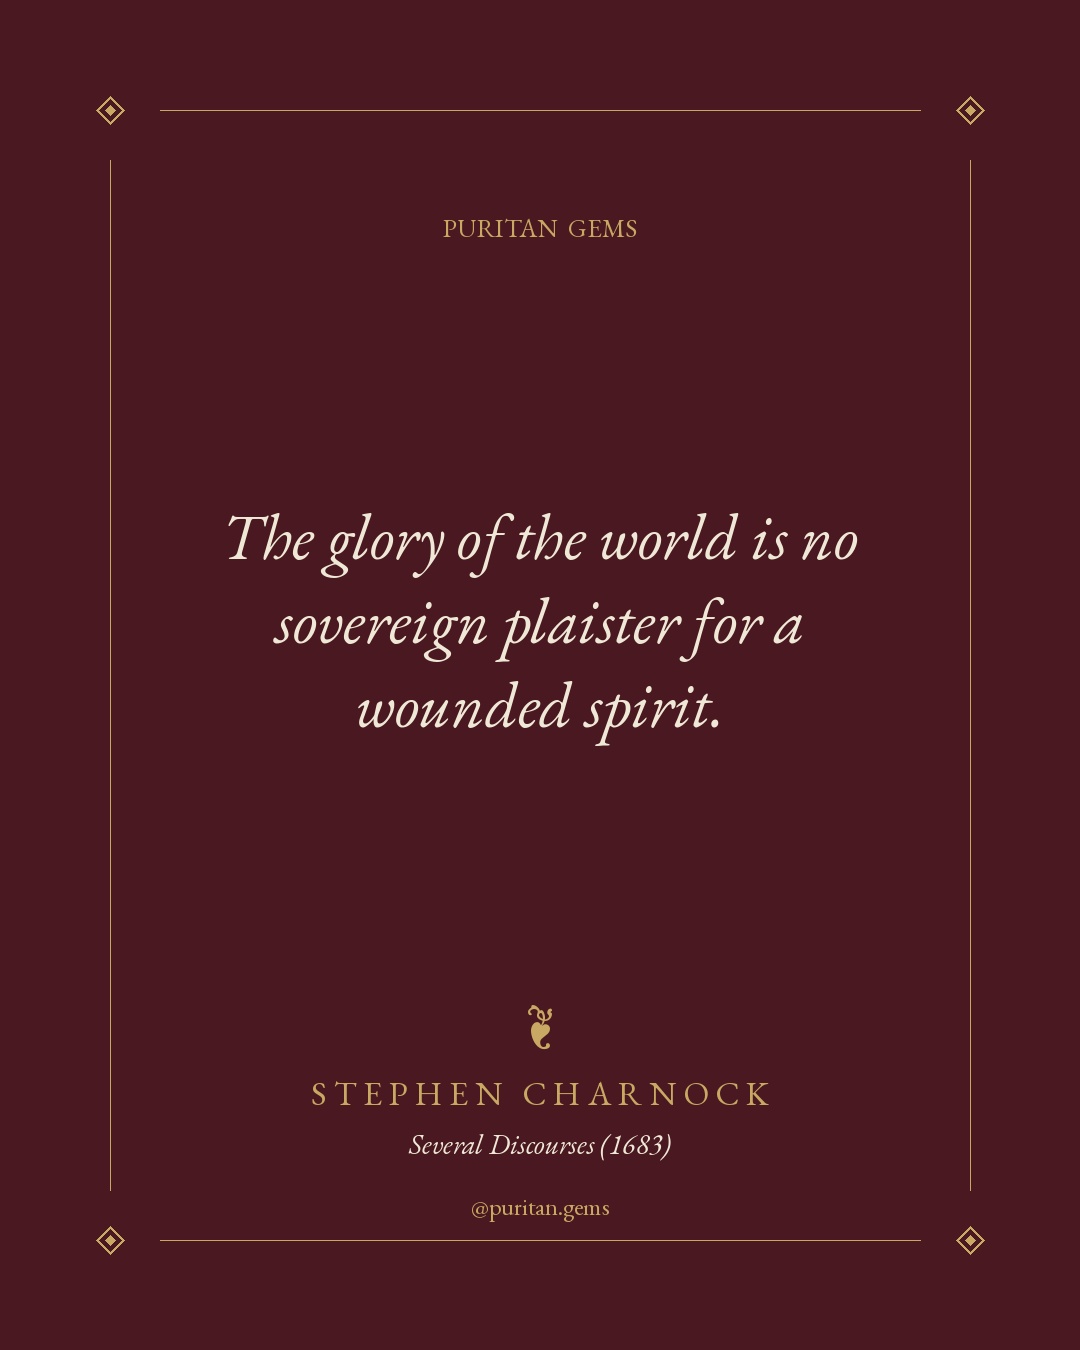 PURITAN GEMS
The glory of the world is no
sovereign plaister for a
wounded spirit.
STEPHEN CHARNOCK
Several Discourses (1683)
@puritan.gems